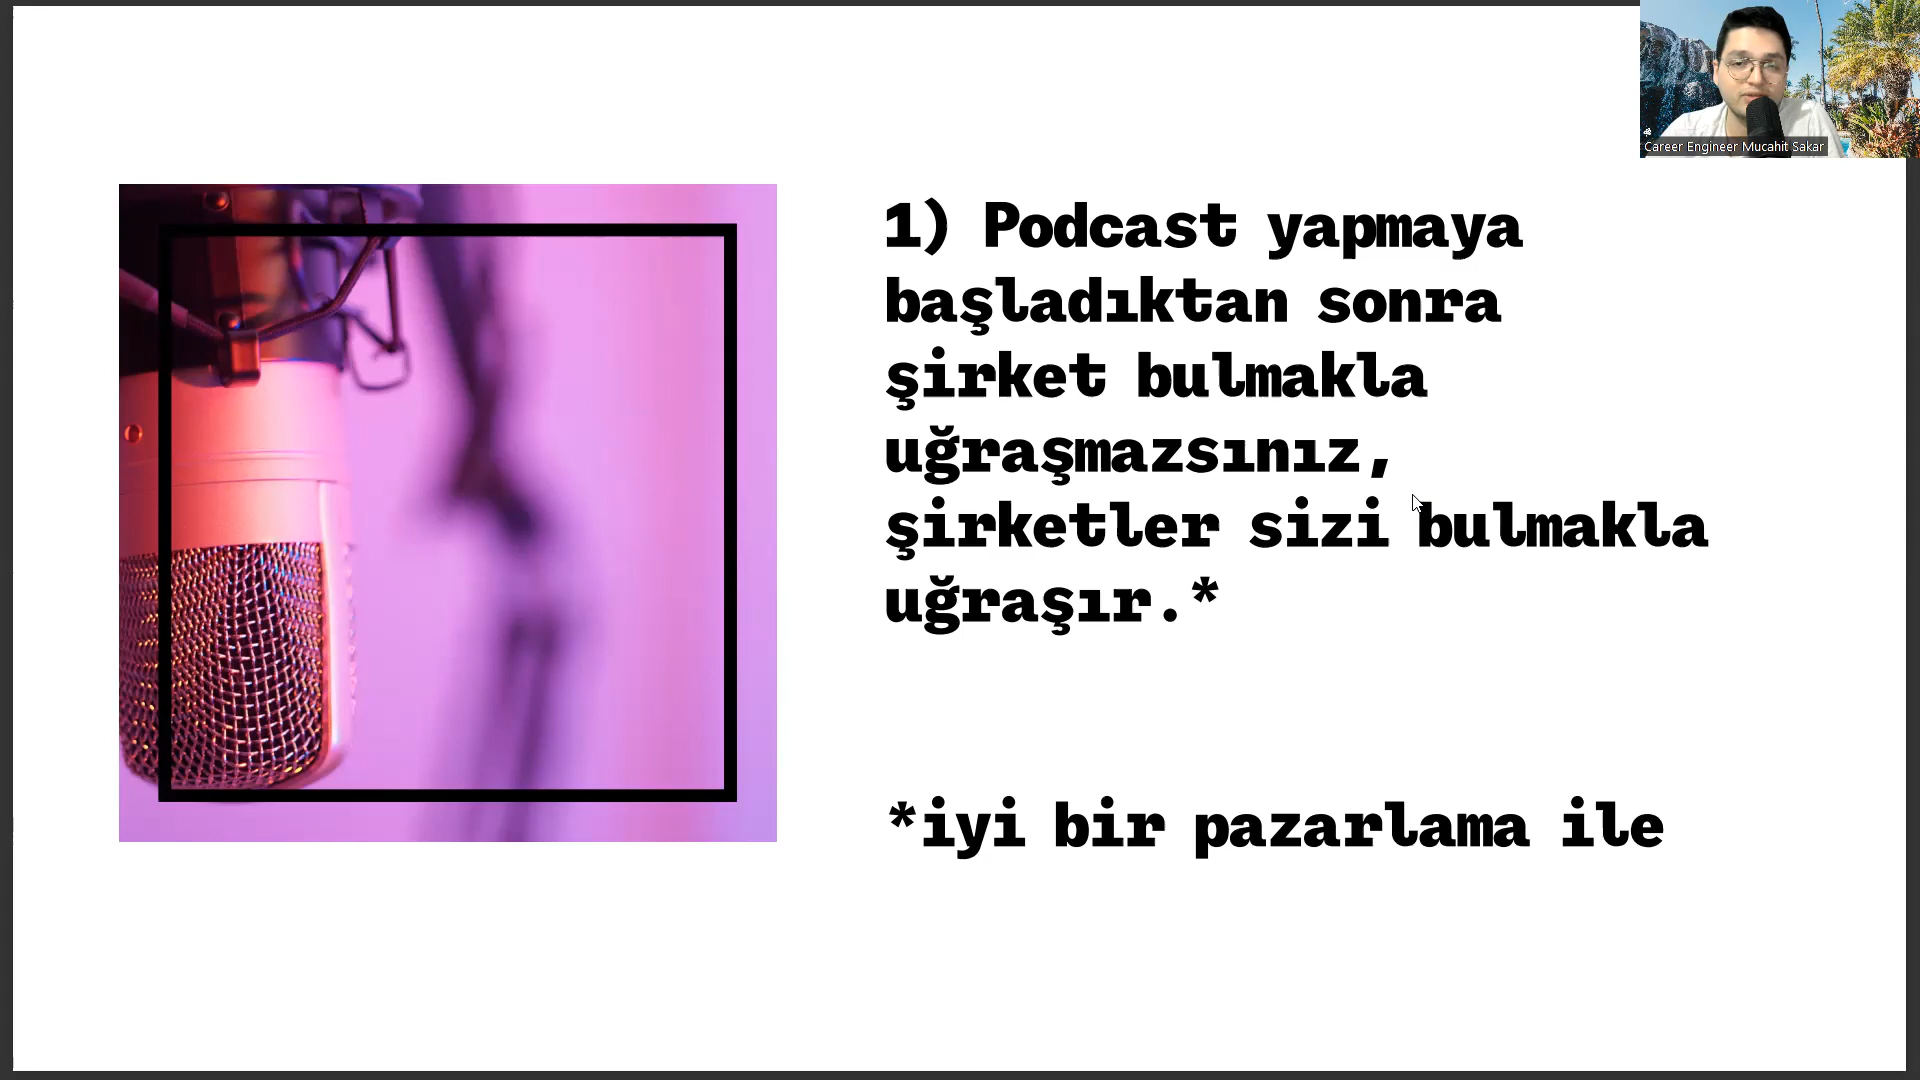 Career Engineer Mucahit Sakar
1) Podcast yapmaya
başladıktan sonra
şirket bulmakla
uğraşmazsınız,
şirketler sizi bulmakla
uğraşır.*
*iyi bir pazarlama ile